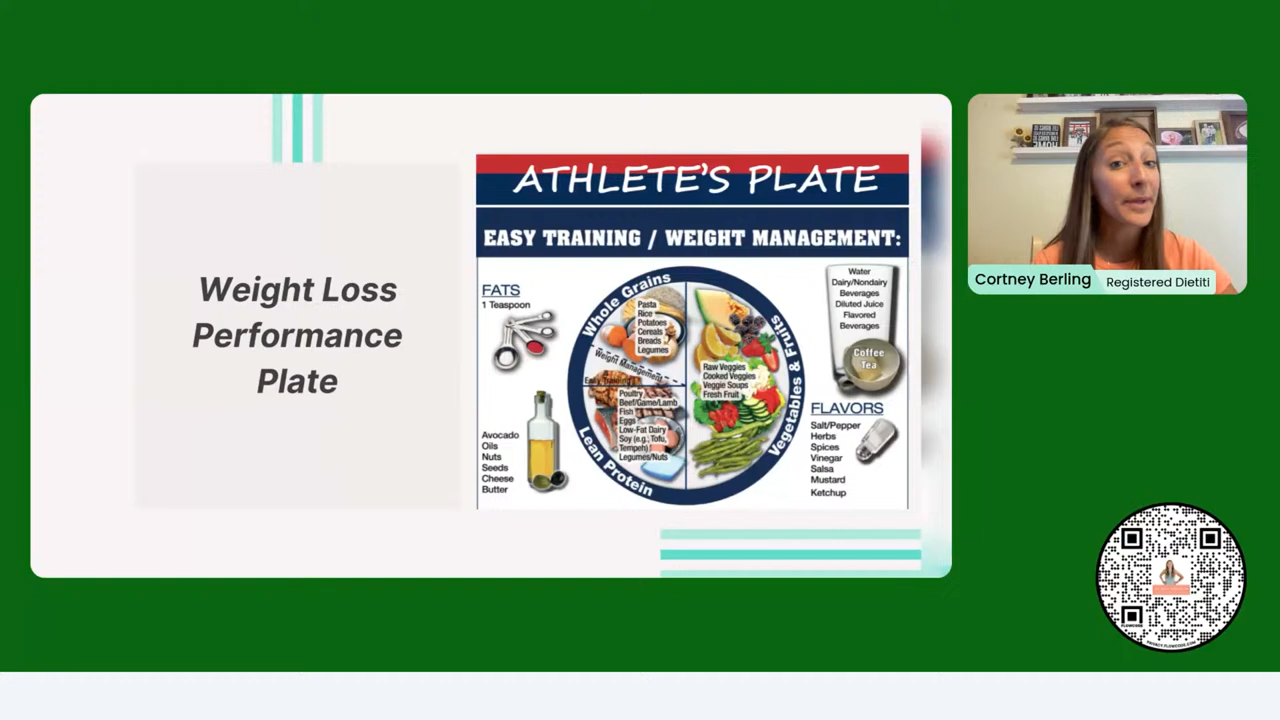 Weight Loss
Performance
Plate
ATHLETE'S PLATE
EASY TRAINING / WEIGHT MANAGEMENT:
FATS
1 Teaspoon
Avocado
Oils
Nuts
Seeds
Cheese
Butter
Whole Grains
Pasta
Rice
Potatoes
Cereals
Breads
Legumes
Weight Management
Easy Training
Poultry
Beef/Game/Lamb
Fish
Eggs
Low-Fat Dairy
Soy (e.g., Tofu,
Tempeh)
Legumes/Nuts
Lean Protein
Raw Veggies
Cooked Veggies
Veggie Soups
Fresh Fruit
Vegetables & Fruits
Water
Dairy/Nondairy
Beverages
Diluted Juice
Flavored
Beverages
Coffee
Tea
FLAVORS
Salt/Pepper
Herbs
Spices
Vinegar
Salsa
Mustard
Ketchup
Cortney Berling
Registered Dietiti